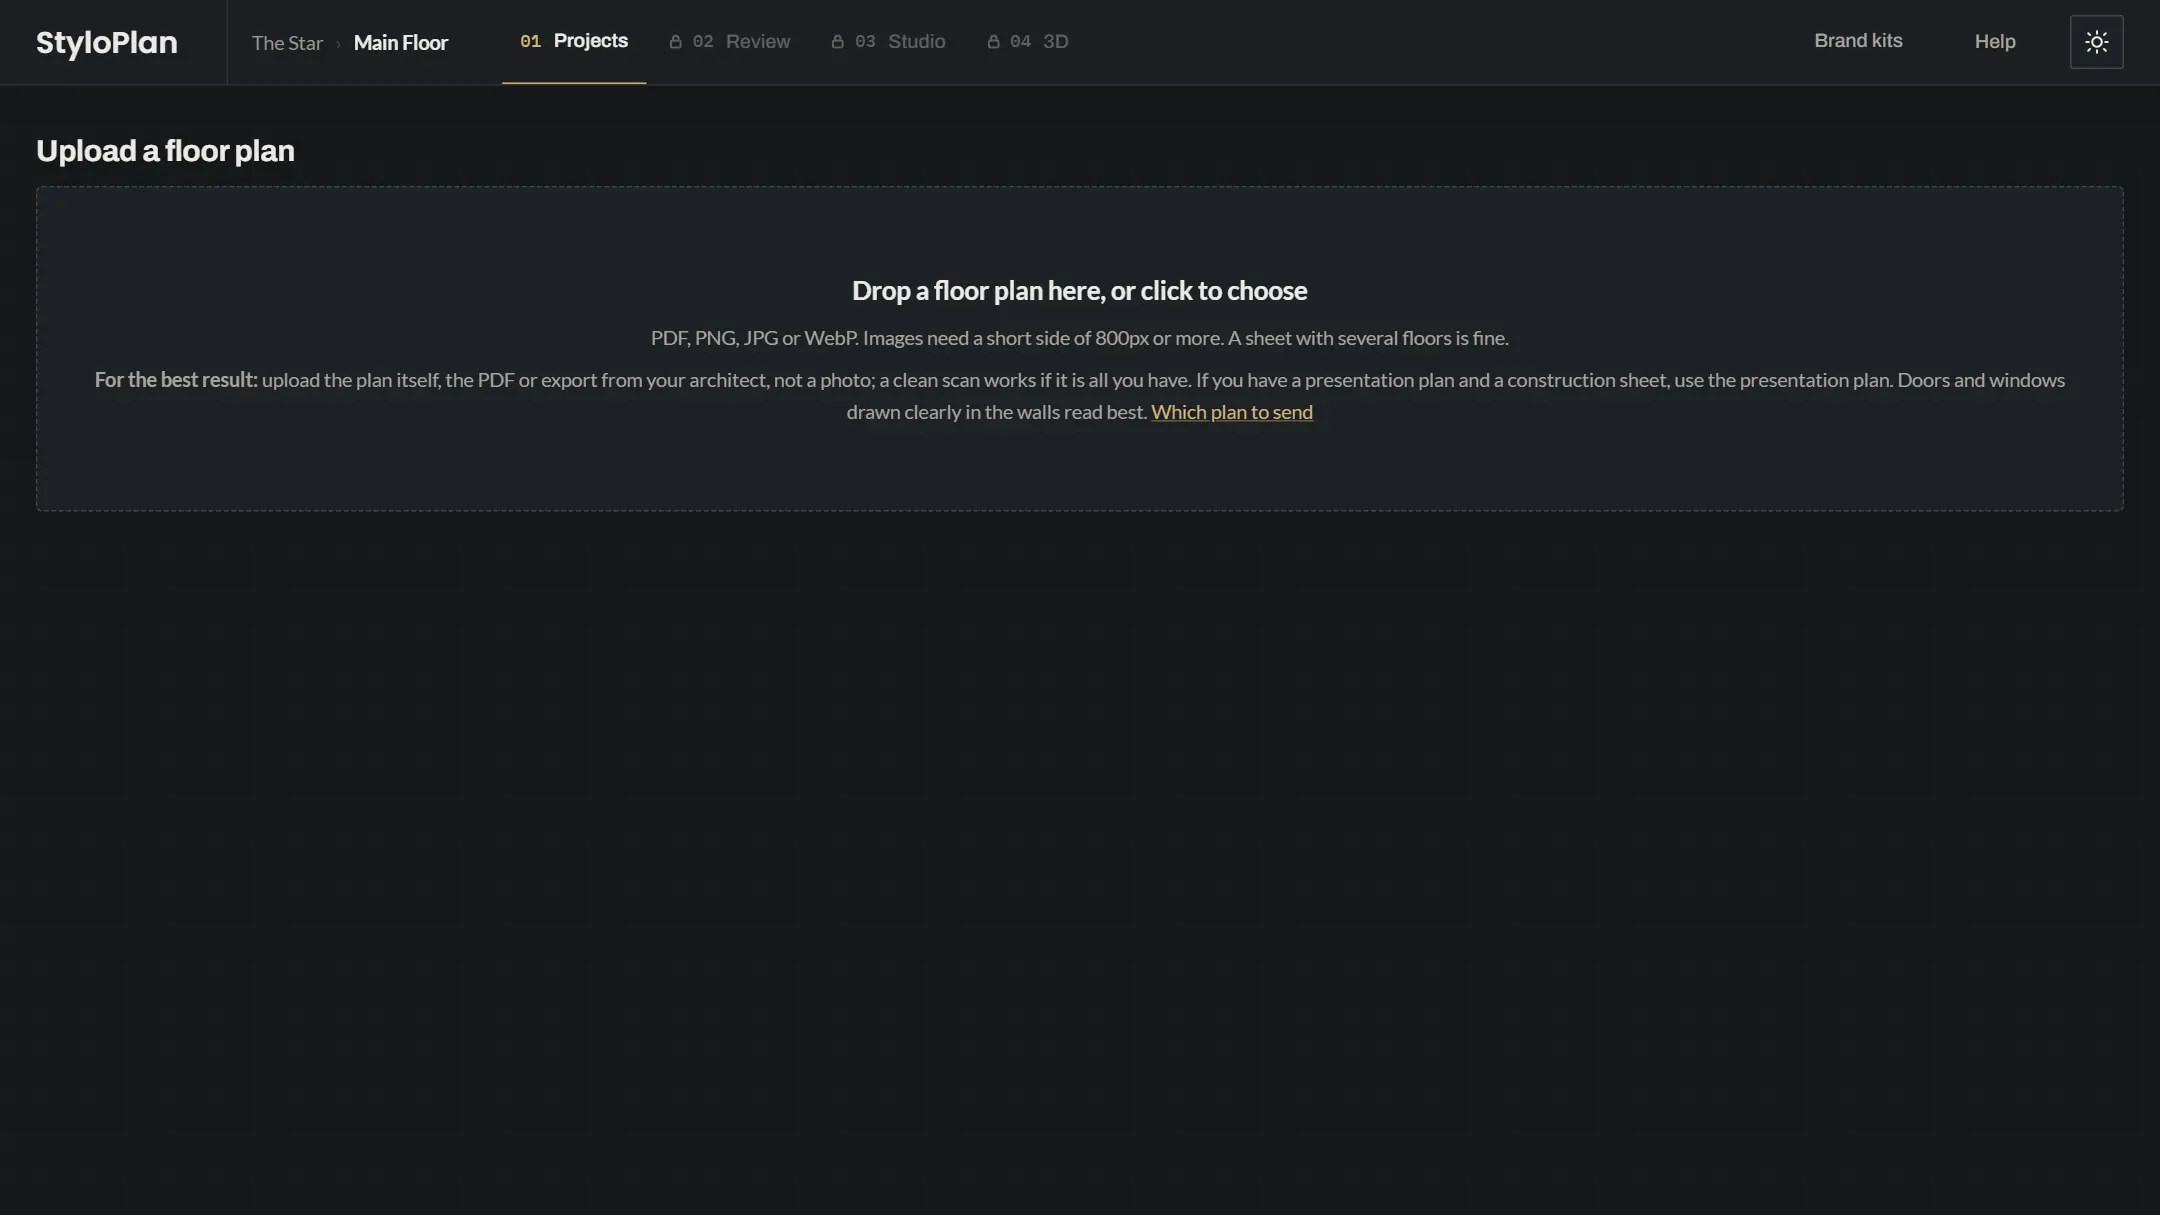 StyloPlan
The Star › Main Floor
01 Projects
02 Review
03 Studio
04 3D
Brand kits
Help
Upload a floor plan
Drop a floor plan here, or click to choose
PDF, PNG, JPG or WebP. Images need a short side of 800px or more. A sheet with several floors is fine.
For the best result: upload the plan itself, the PDF or export from your architect, not a photo; a clean scan works if it is all you have. If you have a presentation plan and a construction sheet, use the presentation plan. Doors and windows
drawn clearly in the walls read best. Which plan to send